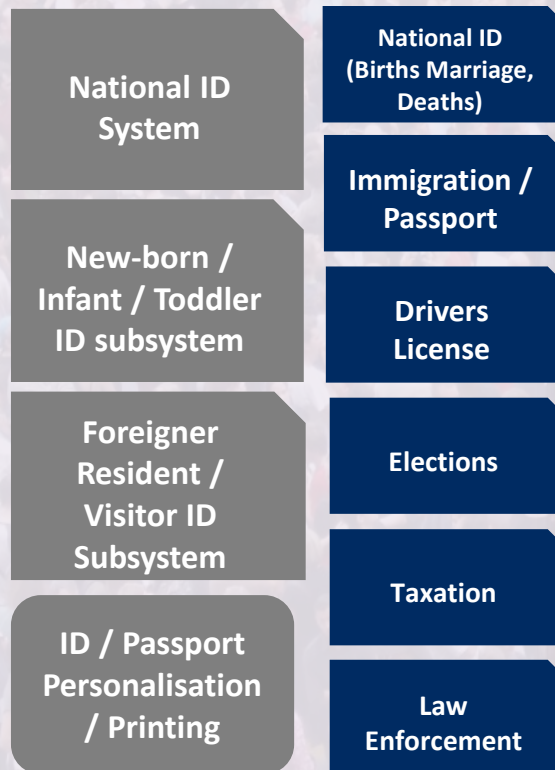 National ID
System
New-born /
Infant / Toddler
ID subsystem
Foreigner
Resident /
Visitor ID
Subsystem
ID / Passport
Personalisation
/ Printing
National ID
(Births Marriage,
Deaths)
Immigration /
Passport
Drivers
License
Elections
Taxation
Law
Enforcement